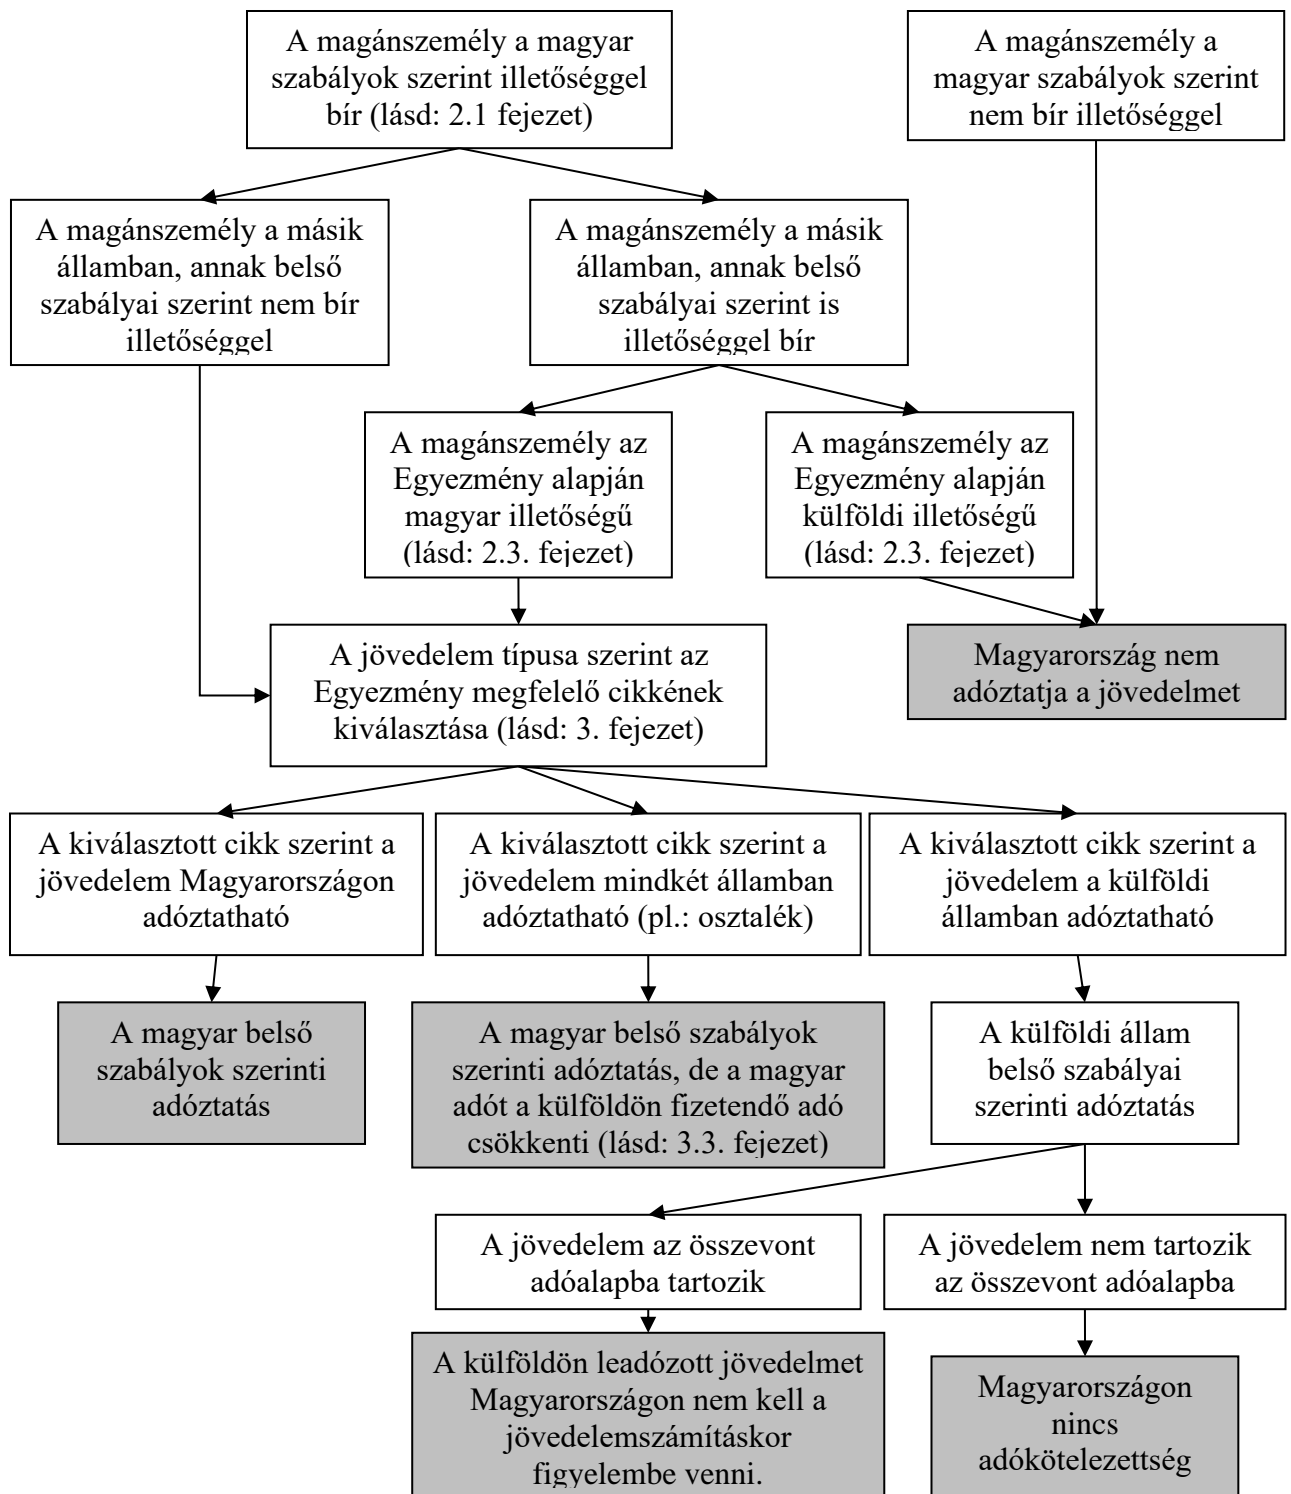 A magánszemély a magyar
szabályok szerint illetőséggel
bír (lásd: 2.1 fejezet)
A magánszemély a
magyar szabályok szerint
nem bír illetőséggel
A magánszemély a másik
államban, annak belső
szabályai szerint nem bír
illetőséggel
A magánszemély a másik
államban, annak belső
szabályai szerint is
illetőséggel bír
A magánszemély az
Egyezmény alapján
magyar illetőségű
(lásd: 2.3. fejezet)
A magánszemély az
Egyezmény alapján
külföldi illetőségű
(lásd: 2.3. fejezet)
A jövedelem típusa szerint az
Egyezmény megfelelő cikkének
kiválasztása (lásd: 3. fejezet)
Magyarország nem
adóztatja a jövedelmet
A kiválasztott cikk szerint a
jövedelem Magyarországon
adóztatható
A kiválasztott cikk szerint a
jövedelem mindkét államban
adóztatható (pl.: osztalék)
A kiválasztott cikk szerint a
jövedelem a külföldi
államban adóztatható
A magyar belső
szabályok szerinti
adóztatás
A magyar belső szabályok
szerinti adóztatás, de a magyar
adót a külföldön fizetendő adó
csökkenti (lásd: 3.3. fejezet)
A külföldi állam
belső szabályai
szerinti adóztatás
A jövedelem az összevont
adóalapba tartozik
A jövedelem nem tartozik
az összevont adóalapba
A külföldön leadózott jövedelmet
Magyarországon nem kell a
jövedelemszámításkor
figyelembe venni.
Magyarországon
nincs
adókötelezettség